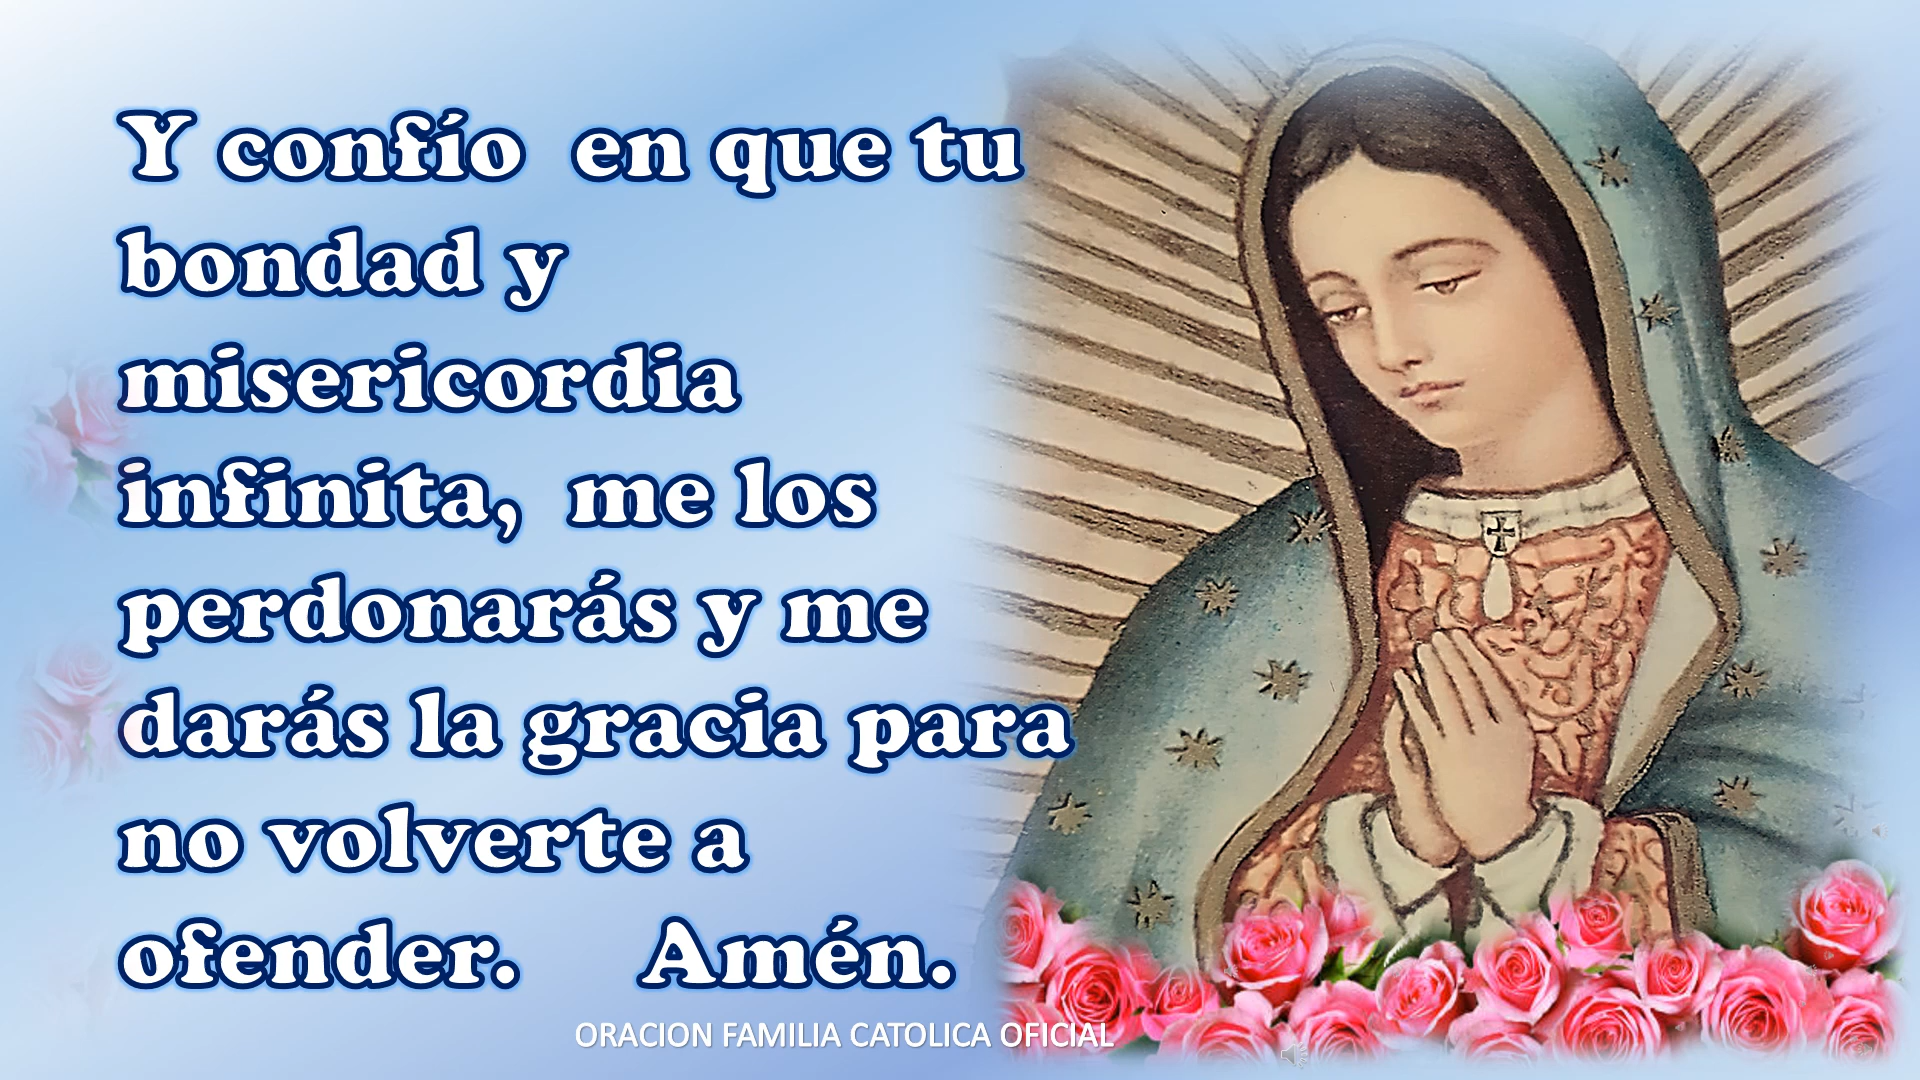 Y confío en que tu
bondad y
misericordia
infinita, me los
perdonarás y me
darás la gracia para
no volverte a
ofender. Amén.
ORACION FAMILIA CATOLICA OFICIAL